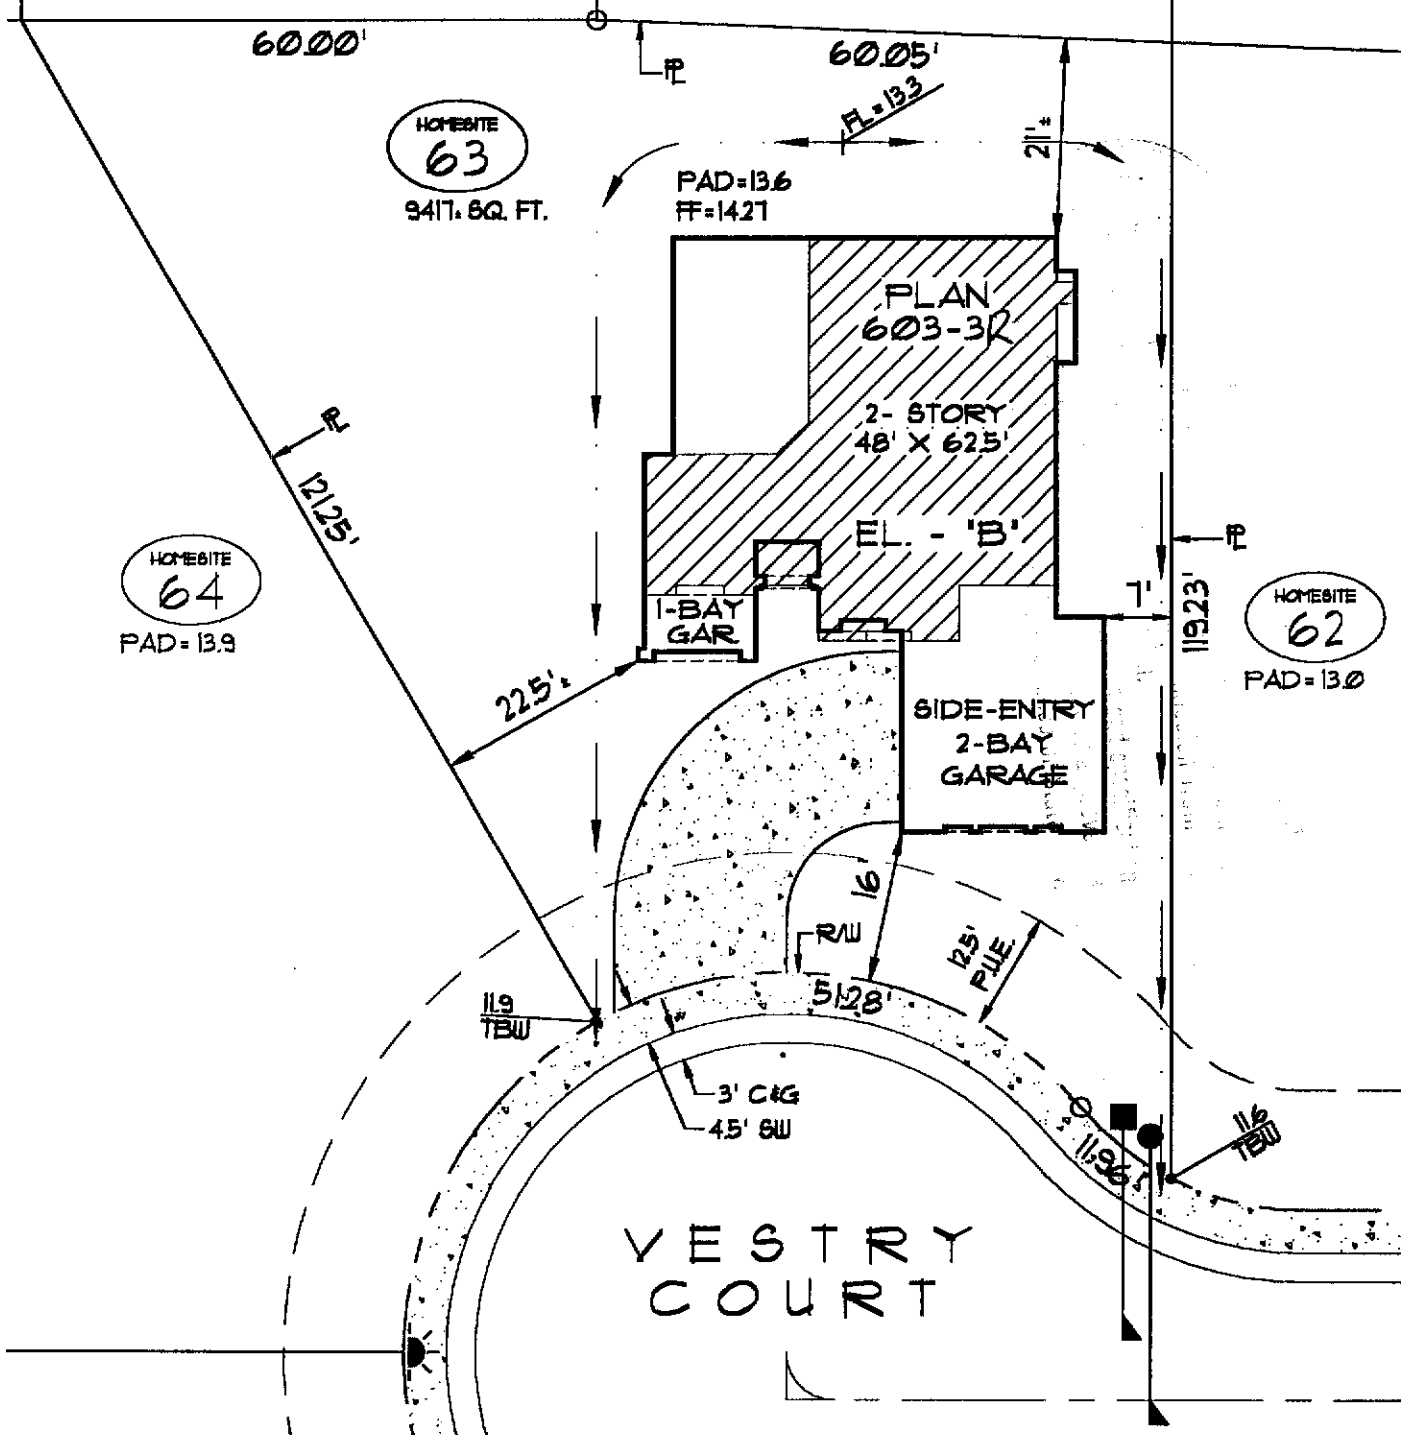 60.00'
60.05'
PL
FL = 13.3
21'±
HOMESITE
63
9417± SQ. FT.
PAD = 13.6
FF = 14.27
PLAN
603-3R
2- STORY
48' X 62.5'
EL. - "B"
PL
121.25'
HOMESITE
64
PAD = 13.9
1-BAY
GAR.
22.5'±
7'
PL
119.23'
HOMESITE
62
PAD = 13.0
SIDE-ENTRY
2-BAY
GARAGE
16'
R/W
12.5'
P.U.E.
51.28'
11.9
TBW
3' C&G
4.5' SW
11.96'
11.6
TBW
VESTRY
COURT